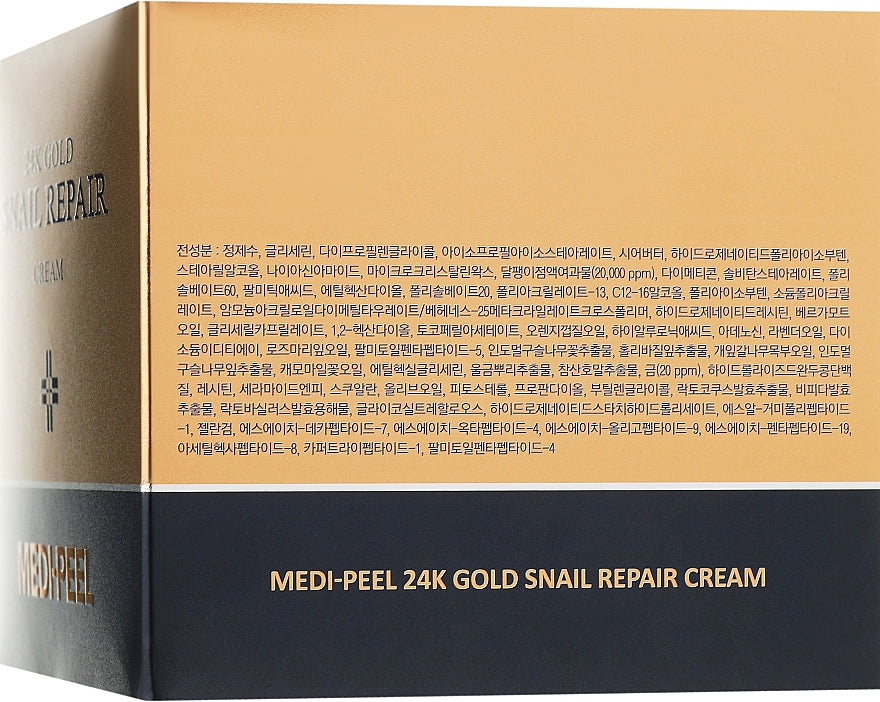 24K GOLD
SNAIL REPAIR
CREAM
MEDI-PEEL
전성분 : 정제수, 글리세린, 다이프로필렌글라이콜, 아이소프로필아이소스테아레이트, 시어버터, 하이드로제네이티드폴리아이소부텐,
스테아릴알코올, 나이아신아마이드, 마이크로크리스탈린왁스, 달팽이점액여과물(20,000 ppm), 다이메티콘, 솔비탄스테아레이트, 폴리
솔베이트60, 팔미틱애씨드, 에틸헥산다이올, 폴리솔베이트20, 폴리아크릴레이트-13, C12-16알코올, 폴리아이소부텐, 소듐폴리아크릴
레이트, 암모늄아크릴로일다이메틸타우레이트/베헤네스-25메타크라일레이트크로스폴리머, 하이드로제네이티드레시틴, 베르가모트
오일, 글리세릴카프릴레이트, 1,2-헥산다이올, 토코페릴아세테이트, 오렌지껍질오일, 하이알루로닉애씨드, 아데노신, 라벤더오일, 다이
소듐이디티에이, 로즈마리잎오일, 팔미토일펜타펩타이드-5, 인도멀구슬나무꽃추출물, 홀리바질잎추출물, 개잎갈나무목부오일, 인도멀
구슬나무잎추출물, 캐모마일꽃오일, 에틸헥실글리세린, 울금뿌리추출물, 참산호말추출물, 금(20 ppm), 하이드롤라이즈드완두콩단백
질, 레시틴, 세라마이드엔피, 스쿠알란, 올리브오일, 피토스테롤, 프로판다이올, 부틸렌글라이콜, 락토코쿠스발효추출물, 비피다발효
추출물, 락토바실러스발효용해물, 글라이코실트레할로오스, 하이드로제네이티드스타치하이드롤리세이트, 에스알-거미폴리펩타이드
-1, 젤란검, 에스에이치-데카펩타이드-7, 에스에이치-옥타펩타이드-4, 에스에이치-올리고펩타이드-9, 에스에이치-펜타펩타이드-19,
아세틸헥사펩타이드-8, 카퍼트라이펩타이드-1, 팔미토일펜타펩타이드-4
MEDI-PEEL 24K GOLD SNAIL REPAIR CREAM